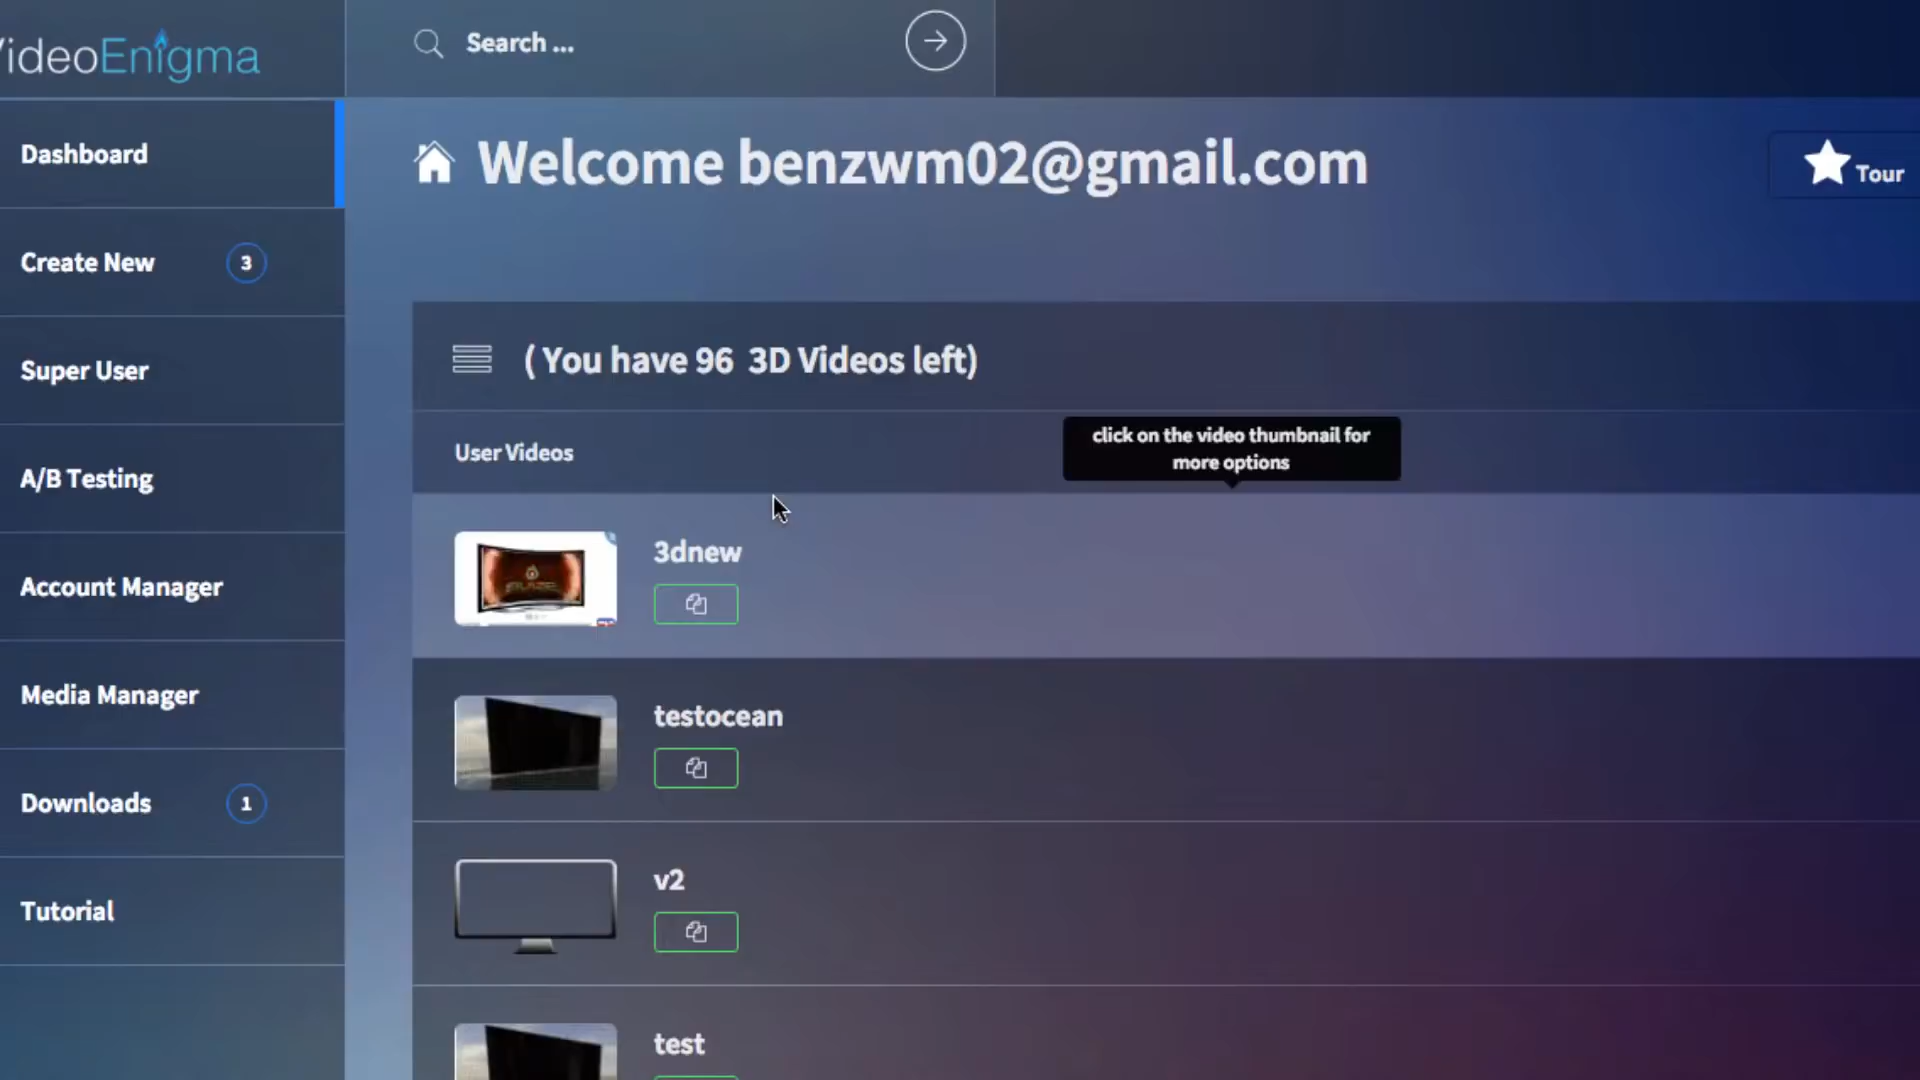 VideoEnigma
Search ...
Dashboard
Welcome benzwm02@gmail.com
Tour
Create New 3
( You have 96 3D Videos left)
Super User
click on the video thumbnail for
more options
User Videos
A/B Testing
3dnew
Account Manager
Media Manager
testocean
Downloads 1
v2
Tutorial
test